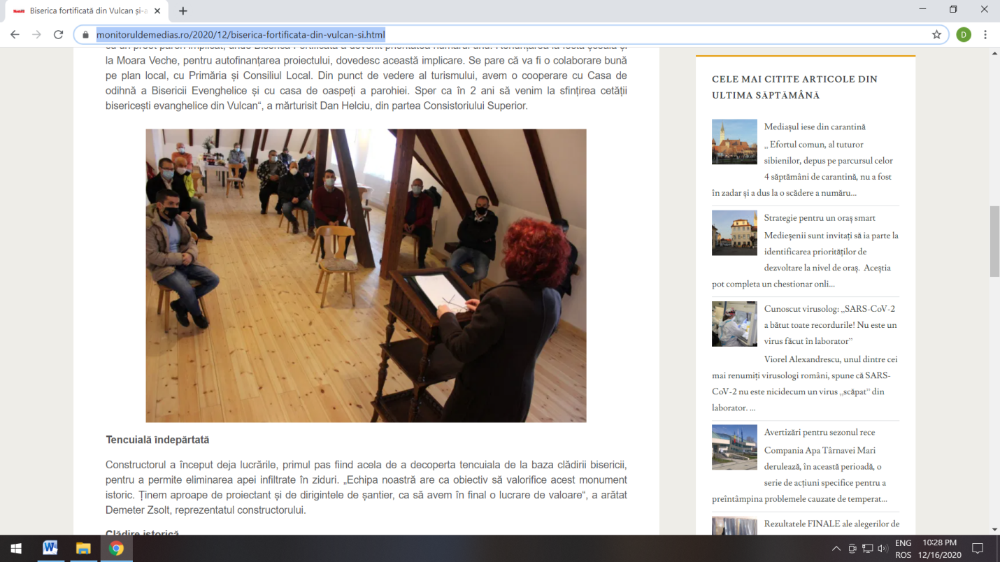 Biserica fortificată din Vulcan și-a
monitoruldemedias.ro/2020/12/biserica-fortificata-din-vulcan-si.html
D
la Moara Veche, pentru autofinanțarea proiectului, dovedesc această implicare. Se pare că va fi o colaborare bună
pe plan local, cu Primăria și Consiliul Local. Din punct de vedere al turismului, avem o cooperare cu Casa de
odihnă a Bisericii Evenghelice și cu casa de oaspeți a parohiei. Sper ca în 2 ani să venim la sfințirea cetății
bisericești evanghelice din Vulcan“, a mărturisit Dan Helciu, din partea Consistoriului Superior.
Tencuială îndepărtată
Constructorul a început deja lucrările, primul pas fiind acela de a decoperta tencuiala de la baza clădirii bisericii,
pentru a permite eliminarea apei infiltrate în ziduri. „Echipa noastră are ca obiectiv să valorifice acest monument
istoric. Ținem aproape de proiectant și de dirigintele de șantier, ca să avem în final o lucrare de valoare“, a arătat
Demeter Zsolt, reprezentatul constructorului.
Clădire istorică
CELE MAI CITITE ARTICOLE DIN
ULTIMA SĂPTĂMÂNĂ
Mediașul iese din carantină
„ Efortul comun, al tuturor
sibienilor, depus pe parcursul celor
4 săptămâni de carantină, nu a fost
în zadar și a dus la o scădere a număru...
Strategie pentru un oraș smart
Medieșenii sunt invitați să ia parte la
identificarea priorităților de
dezvoltare la nivel de oraș. Aceștia
pot completa un chestionar onli...
Cunoscut virusolog: „SARS-CoV-2
a bătut toate recordurile! Nu este un
virus făcut în laborator”
Viorel Alexandrescu, unul dintre cei
mai renumiți virusologi români, spune că SARS-
CoV-2 nu este nicidecum un virus „scăpat” din
laborator. ...
Avertizări pentru sezonul rece
Compania Apa Târnavei Mari
derulează, în această perioadă, o
serie de acțiuni specifice pentru a
preîntâmpina problemele cauzate de temperat...
Rezultatele FINALE ale alegerilor de
ENG
ROS
10:28 PM
12/16/2020